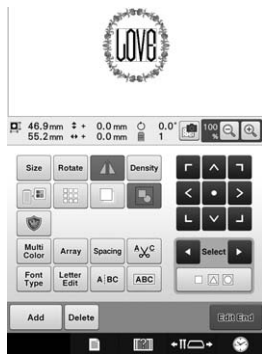 LOVE
46.9mm + 0.0mm 0.0° 100
55.2mm + 0.0mm 1 %
Size Rotate Density
Multi Color Array Spacing A C
Font Type Letter Edit A BC ABC
Select
Add Delete Edit End